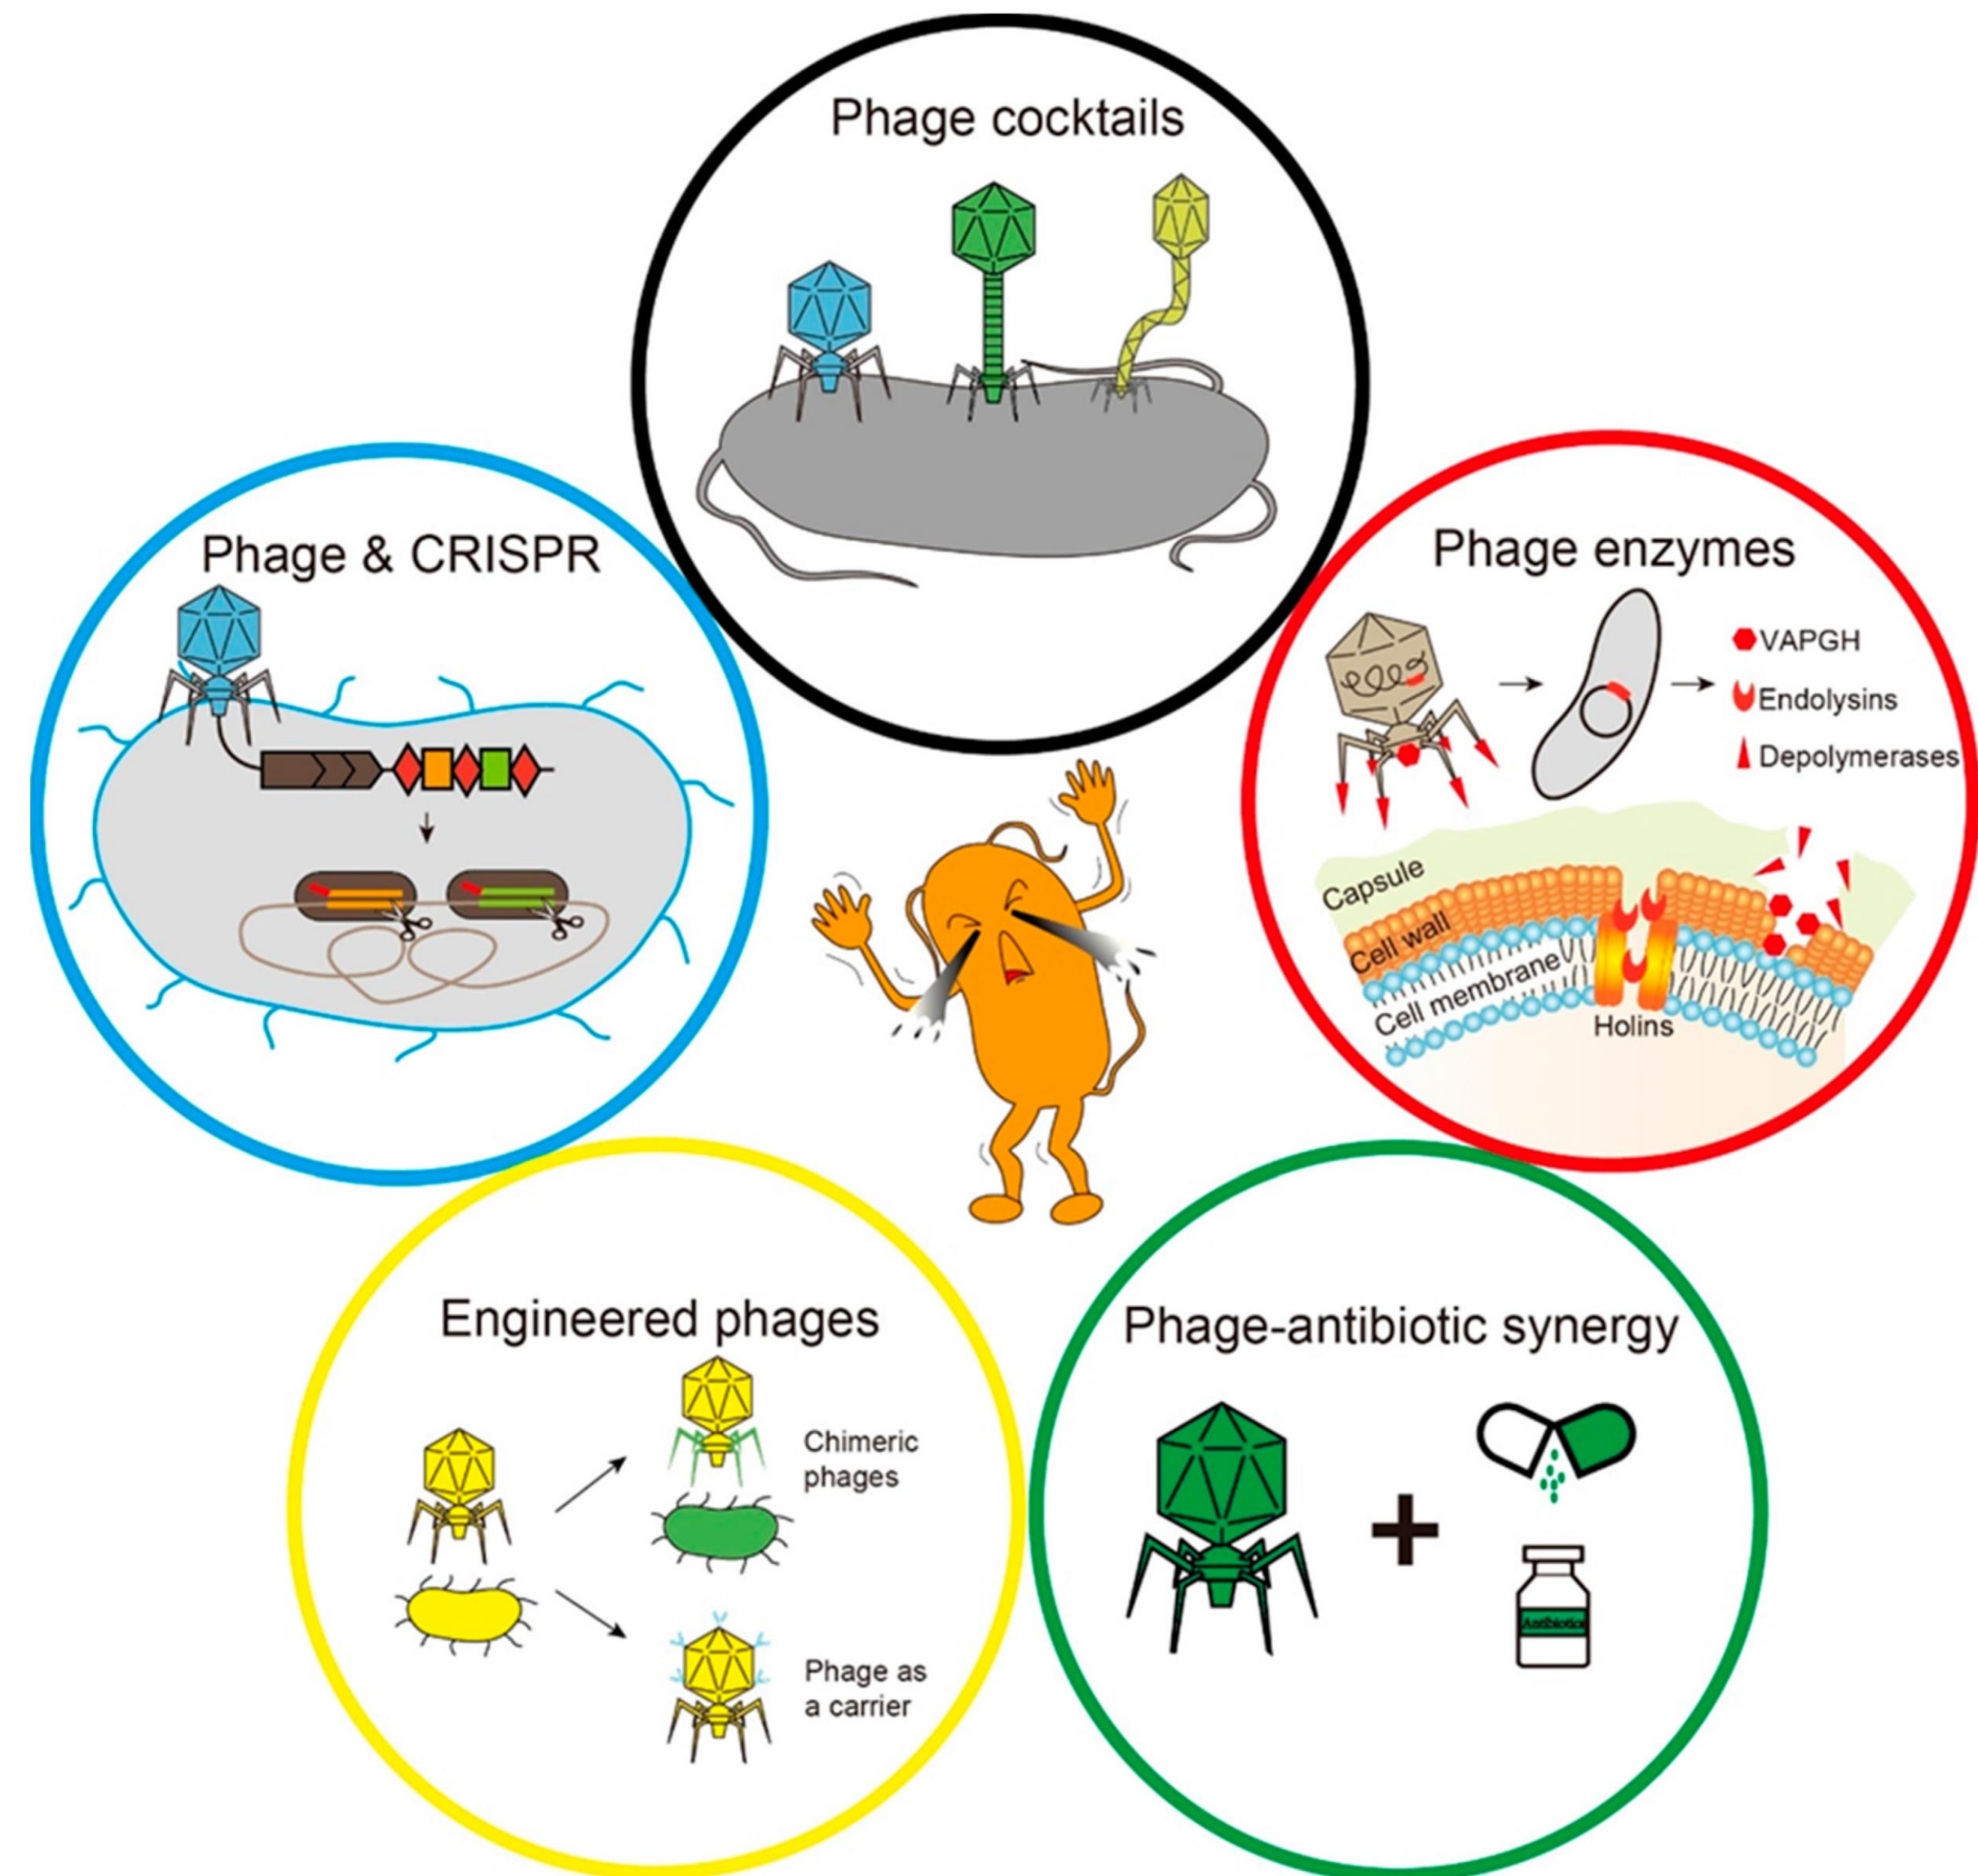 Phage cocktails
Phage & CRISPR
Phage enzymes
VAPGH
Endolysins
Depolymerases
Capsule
Cell wall
Cell membrane
Holins
Engineered phages
Chimeric
phages
Phage as
a carrier
Phage-antibiotic synergy
Antibiotics